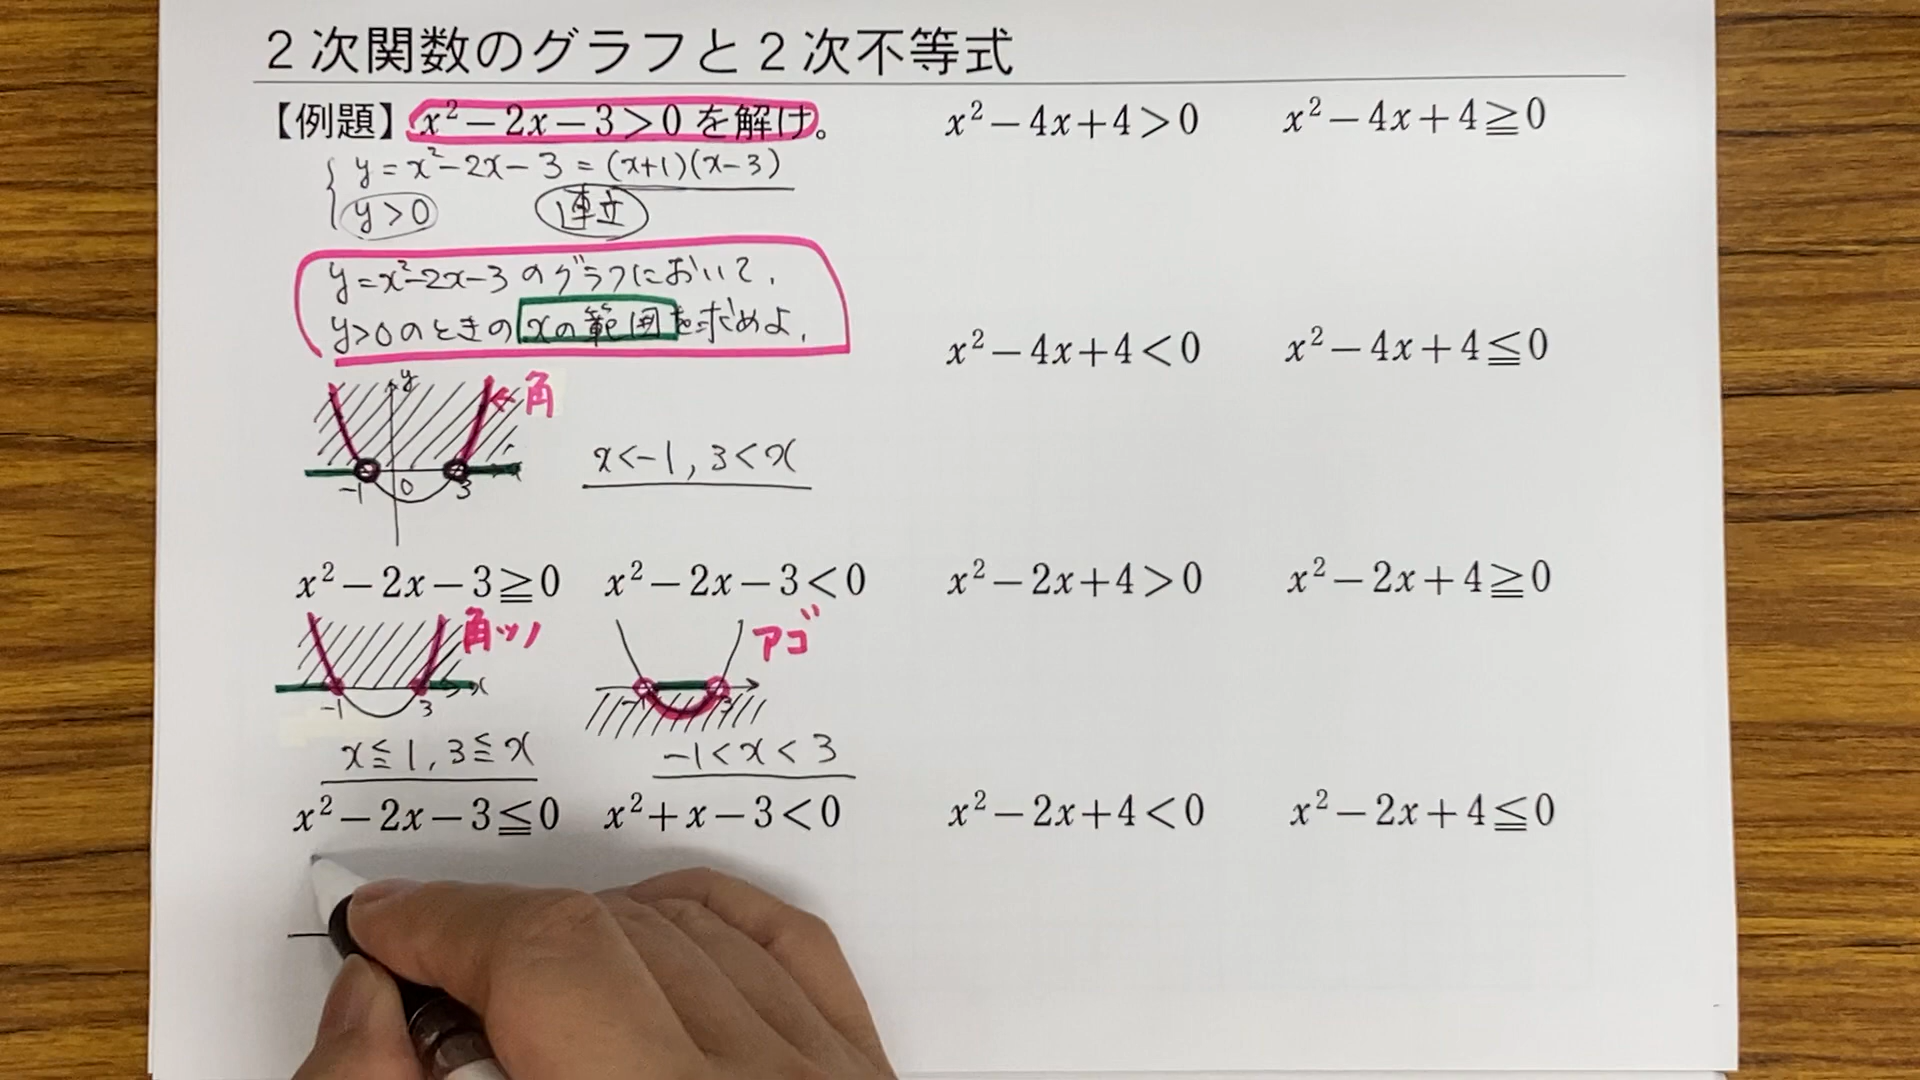 ２次関数のグラフと２次不等式
【例題】x²－2x－3＞0 を解け。
y=x²-2x-3=(x+1)(x-3)
y>0 連立
y=x²-2x-3のグラフにおいて、
y>0のときのxの範囲を求めよ.
y
角
-1 0 3 x
x<-1, 3<x
x²－2x－3≧0
角ツノ
-1 3 x
x≦1, 3≦x
x²－2x－3＜0
アゴ
-1 3
-1<x<3
x²－2x－3≦0
x²＋x－3＜0
x²－4x＋4＞0
x²－4x＋4≧0
x²－4x＋4＜0
x²－4x＋4≦0
x²－2x＋4＞0
x²－2x＋4≧0
x²－2x＋4＜0
x²－2x＋4≦0